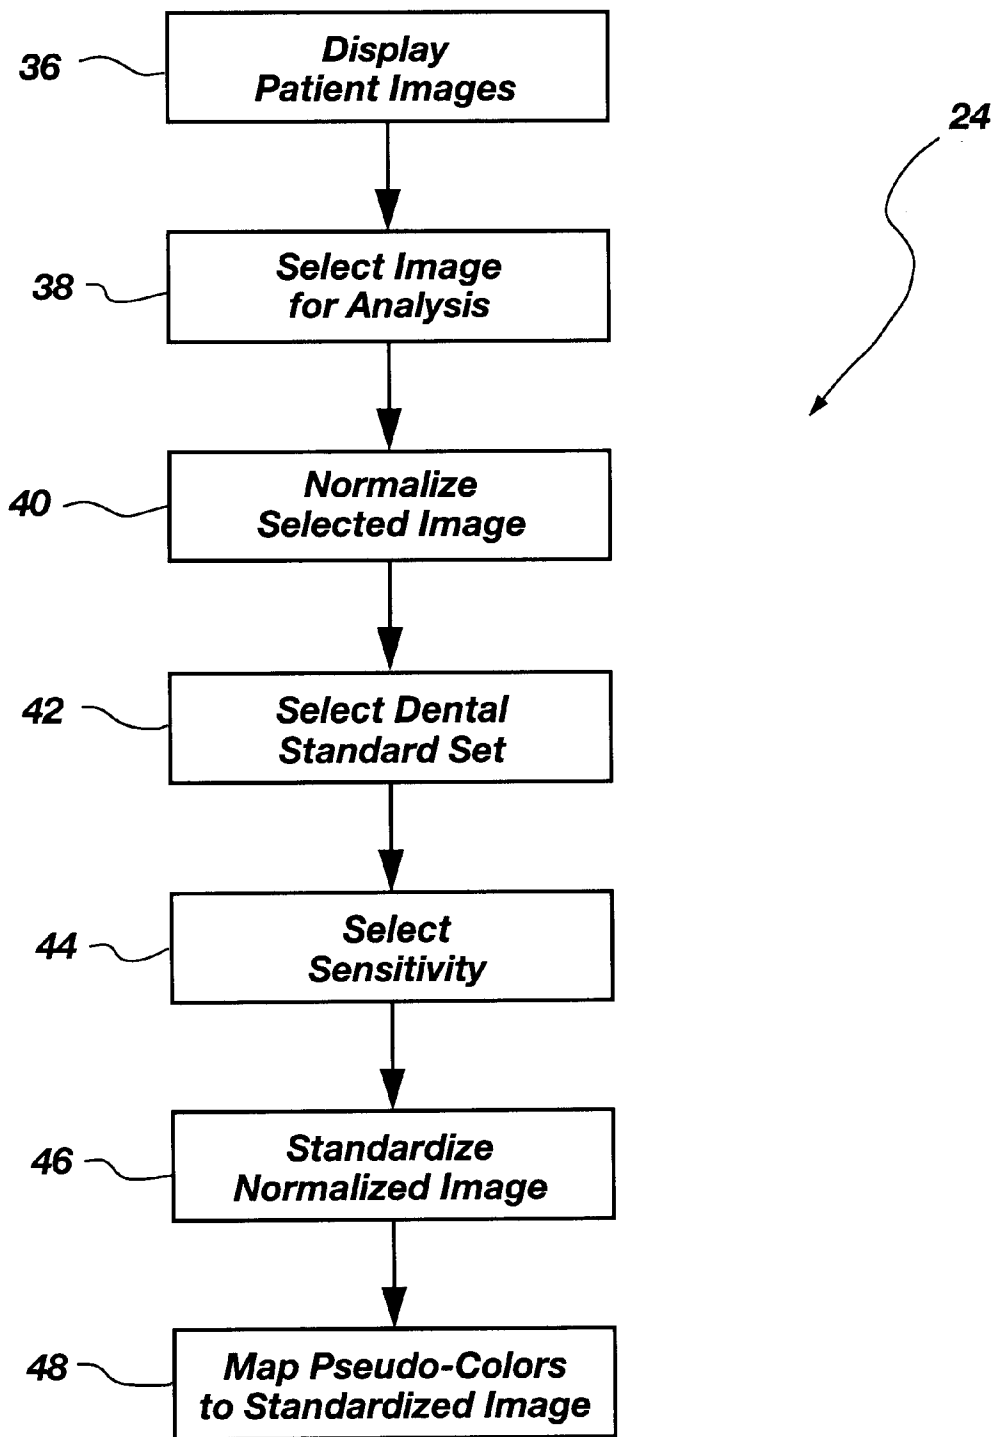 36
Display
Patient Images
24
38
Select Image
for Analysis
40
Normalize
Selected Image
42
Select Dental
Standard Set
44
Select
Sensitivity
46
Standardize
Normalized Image
48
Map Pseudo-Colors
to Standardized Image